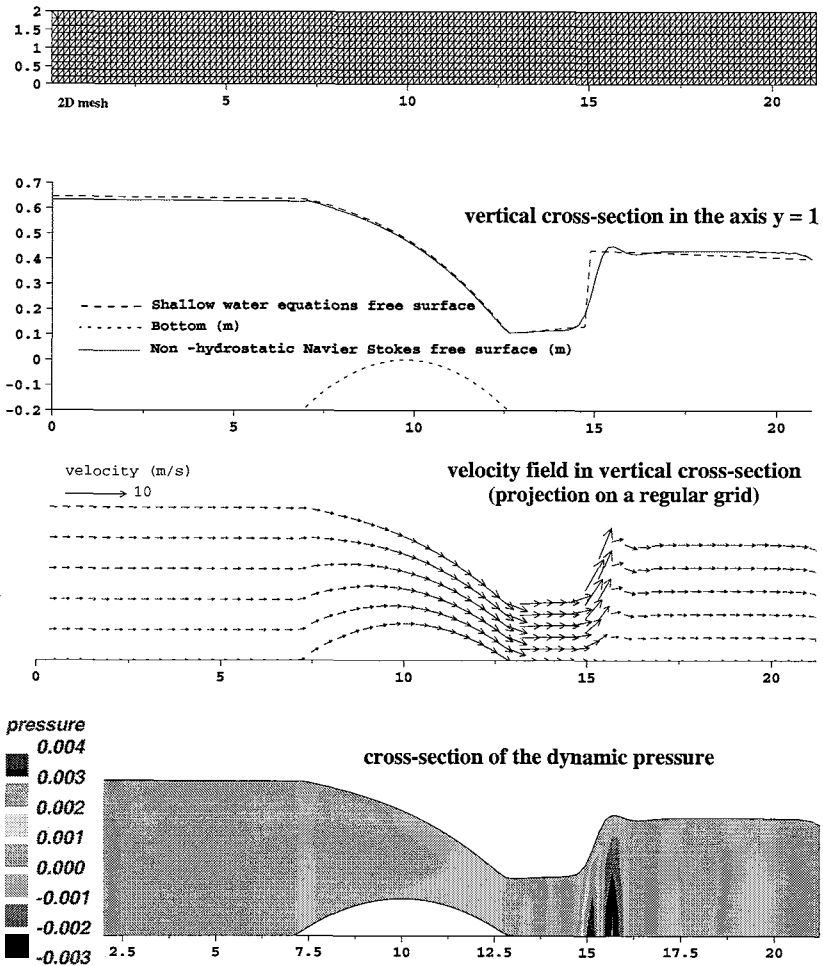 2
1.5
1
0.5
0
2D mesh 5 10 15 20
0.7
0.6
0.5
0.4
0.3
0.2
0.1
0
-0.1
-0.2
vertical cross-section in the axis y = 1
Shallow water equations free surface
Bottom (m)
Non -hydrostatic Navier Stokes free surface (m)
0 5 10 15 20
velocity (m/s)
10
velocity field in vertical cross-section
(projection on a regular grid)
0 5 10 15 20
pressure
0.004
0.003
0.002
0.001
0.000
-0.001
-0.002
-0.003
cross-section of the dynamic pressure
2.5 5 7.5 10 12.5 15 17.5 20